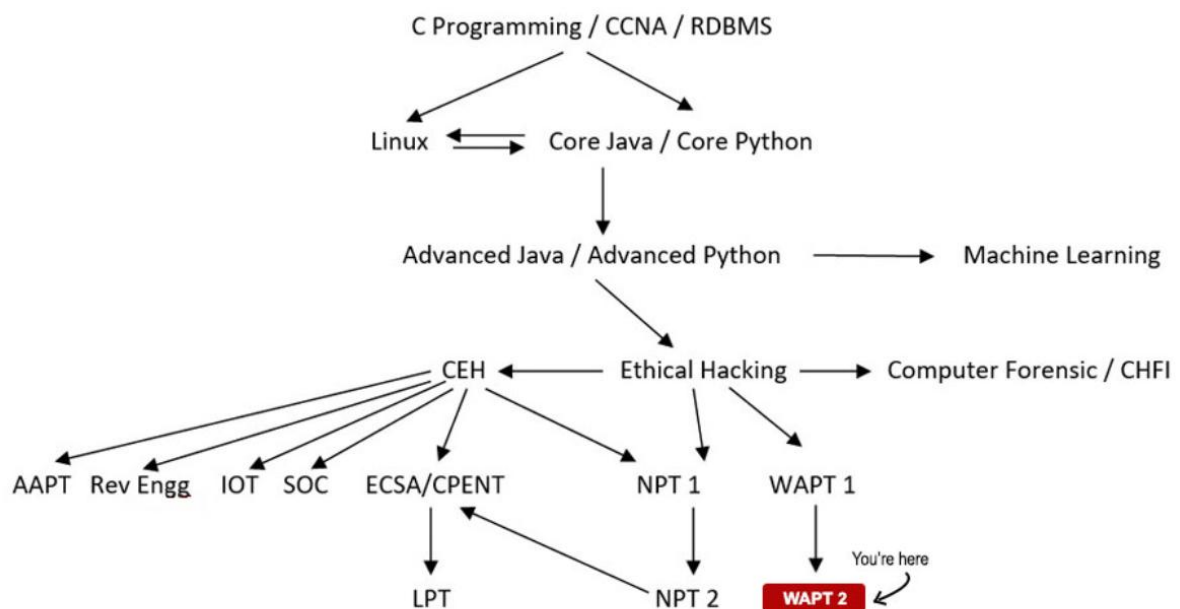 C Programming / CCNA / RDBMS
Linux
Core Java / Core Python
Advanced Java / Advanced Python
Machine Learning
CEH
Ethical Hacking
Computer Forensic / CHFI
AAPT
Rev Engg
IOT
SOC
ECSA/CPENT
NPT 1
WAPT 1
You're here
LPT
NPT 2
WAPT 2